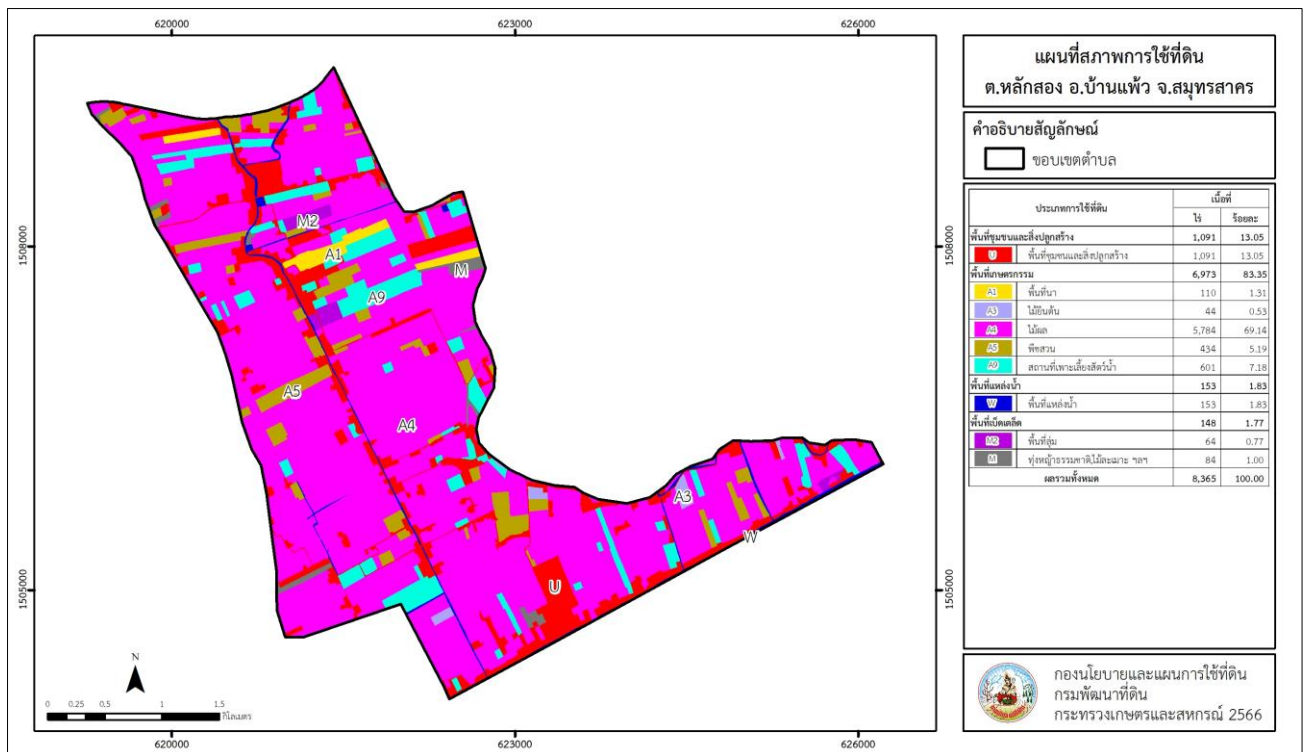 620000
623000
626000
แผนที่สภาพการใช้ที่ดิน
ต.หลักสอง อ.บ้านแพ้ว จ.สมุทรสาคร
คำอธิบายสัญลักษณ์
ขอบเขตตำบล
ประเภทการใช้ที่ดิน เนื้อที่
ไร่ ร้อยละ
พื้นที่ชุมชนและสิ่งปลูกสร้าง 1,091 13.05
U พื้นที่ชุมชนและสิ่งปลูกสร้าง 1,091 13.05
พื้นที่เกษตรกรรม 6,973 83.35
A1 พื้นที่นา 110 1.31
A3 ไม้ยืนต้น 44 0.53
A4 ไม้ผล 5,784 69.14
A5 พืชสวน 434 5.19
A9 สถานที่เพาะเลี้ยงสัตว์น้ำ 601 7.18
พื้นที่แหล่งน้ำ 153 1.83
W พื้นที่แหล่งน้ำ 153 1.83
พื้นที่เบ็ดเตล็ด 148 1.77
M2 พื้นที่ลุ่ม 64 0.77
M ทุ่งหญ้าธรรมชาติ,ไม้ละเมาะ ฯลฯ 84 1.00
ผลรวมทั้งหมด 8,365 100.00
1508000
1508000
M2
A1
M
A9
A5
A4
A3
W
U
1505000
1505000
N
0 0.25 0.5 1 1.5
กิโลเมตร
620000
623000
626000
กองนโยบายและแผนการใช้ที่ดิน
กรมพัฒนาที่ดิน
กระทรวงเกษตรและสหกรณ์ 2566